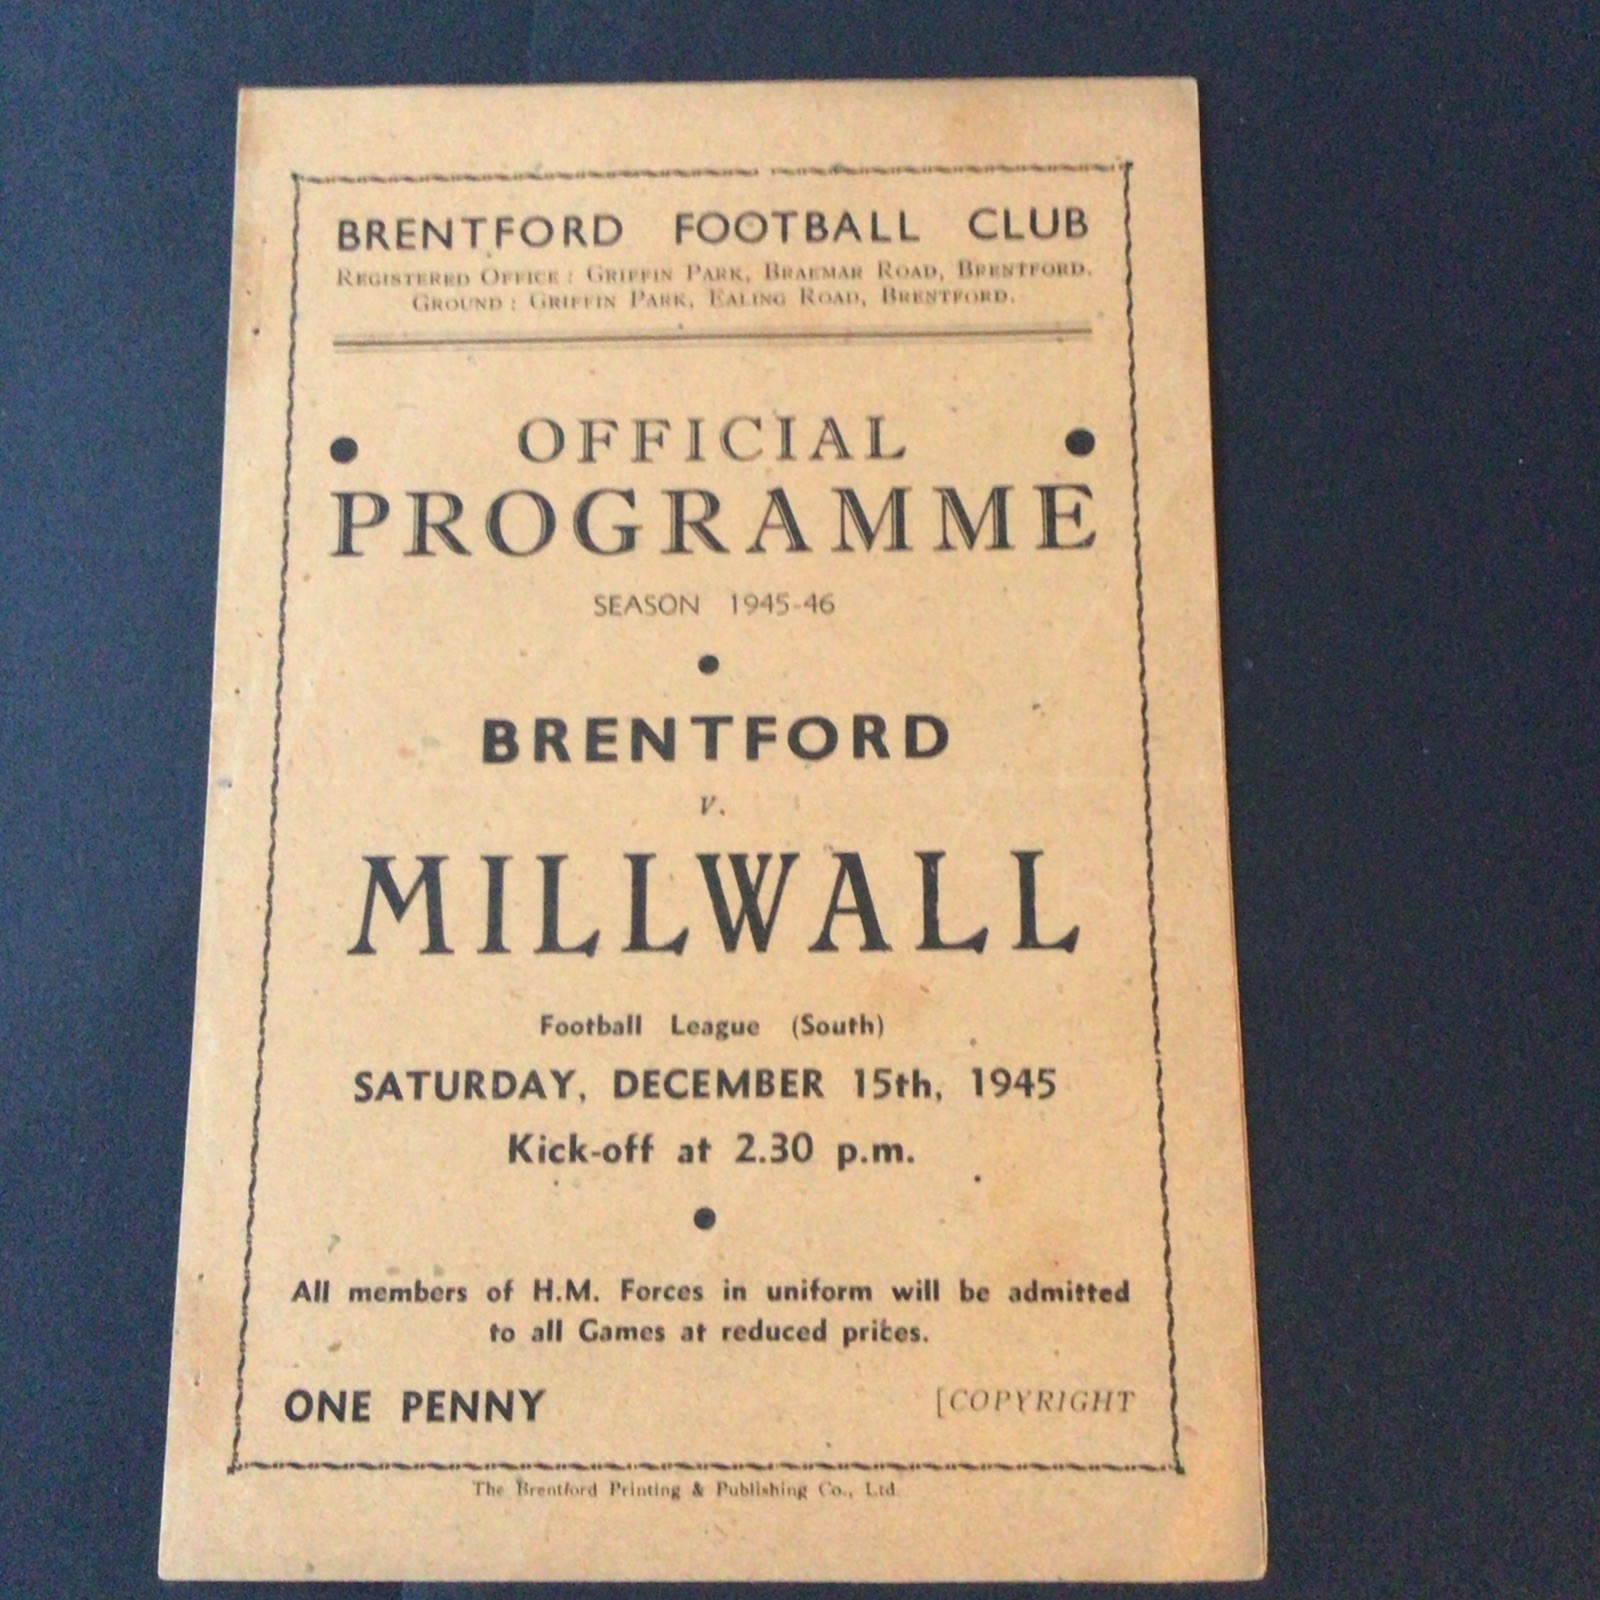 BRENTFORD FOOTBALL CLUB
REGISTERED OFFICE : GRIFFIN PARK, BRAEMAR ROAD, BRENTFORD.
GROUND : GRIFFIN PARK, EALING ROAD, BRENTFORD.
OFFICIAL
PROGRAMME
SEASON 1945-46
BRENTFORD
v.
MILLWALL
Football League (South)
SATURDAY, DECEMBER 15th, 1945
Kick-off at 2.30 p.m.
All members of H.M. Forces in uniform will be admitted
to all Games at reduced prices.
ONE PENNY [COPYRIGHT
The Brentford Printing & Publishing Co., Ltd.